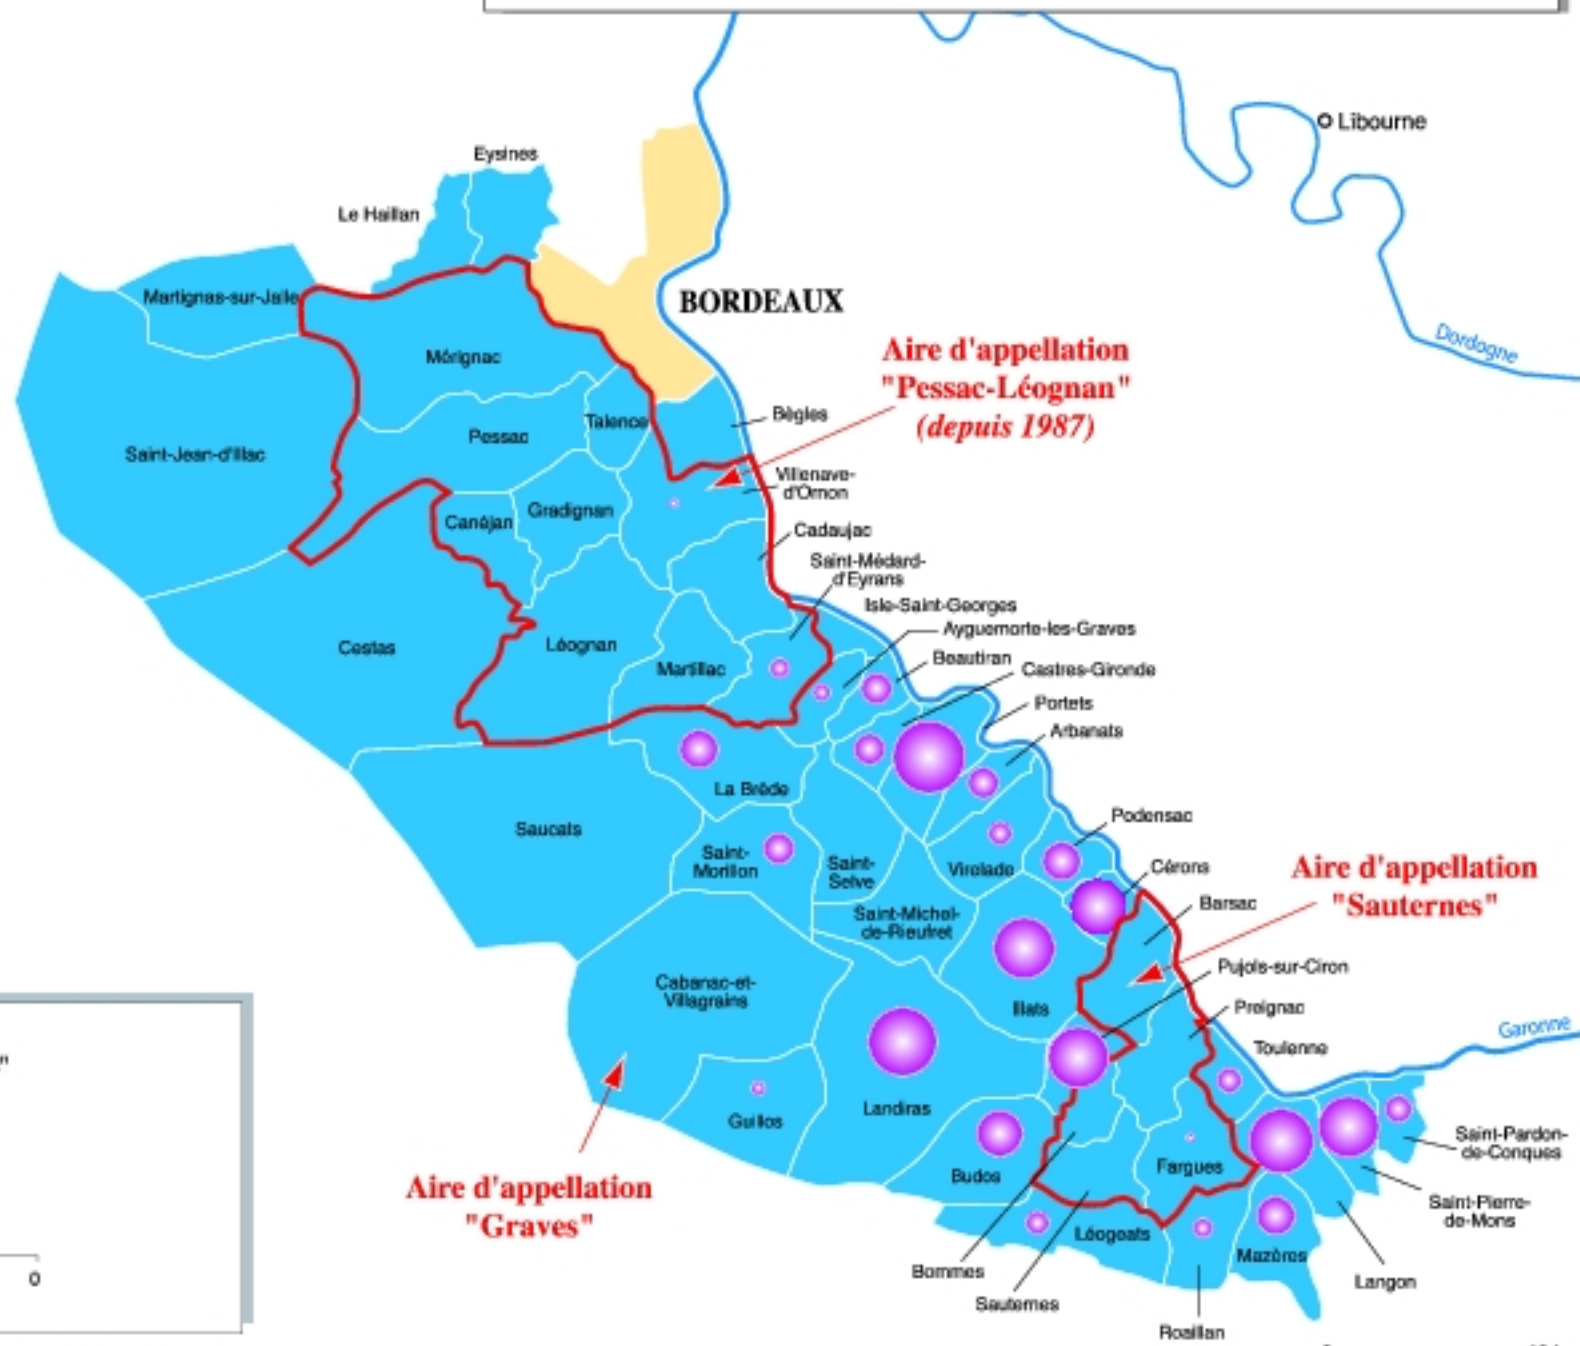 Libourne
Eysines
Le Haillan
Martignas-sur-Jalle
BORDEAUX
Dordogne
Mérignac
Aire d'appellation
"Pessac-Léognan"
(depuis 1987)
Talence
Bègles
Pessac
Saint-Jean-d'Illac
Villenave-
d'Ornon
Gradignan
Canéjan
Cadaujac
Saint-Médard-
d'Eyrans
Isle-Saint-Georges
Ayguemorte-les-Graves
Léognan
Cestas
Beautiran
Martillac
Castres-Gironde
Portets
Arbanats
La Brède
Podensac
Saucats
Saint-
Morillon
Saint-
Selve
Virelade
Cérons
Aire d'appellation
"Sauternes"
Barsac
Saint-Michel-
de-Rieufret
Pujols-sur-Ciron
Cabanac-et-
Villagrains
Illats
Preignac
Garonne
Toulenne
"
Landiras
Guillos
Saint-Pardon-
de-Conques
Fargues
Budos
Aire d'appellation
"Graves"
Saint-Pierre-
de-Mons
Léogeats
Mazères
Bommes
Langon
0
Sauternes
Roaillan